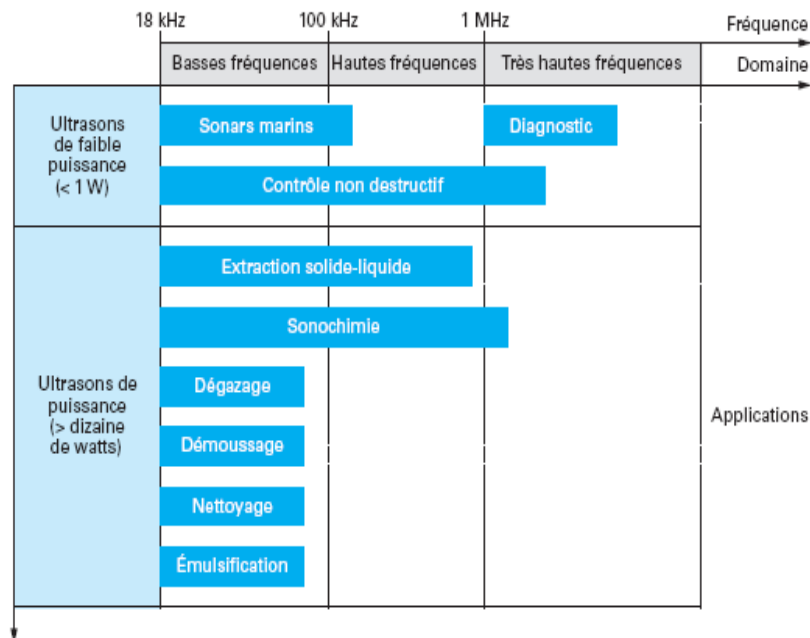 18 kHz
100 kHz
1 MHz
Fréquence
Basses fréquences
Hautes fréquences
Très hautes fréquences
Domaine
Ultrasons
de faible
puissance
(< 1 W)
Sonars marins
Diagnostic
Contrôle non destructif
Ultrasons de
puissance
(> dizaine
de watts)
Extraction solide-liquide
Sonochimie
Dégazage
Démoussage
Nettoyage
Émulsification
Applications